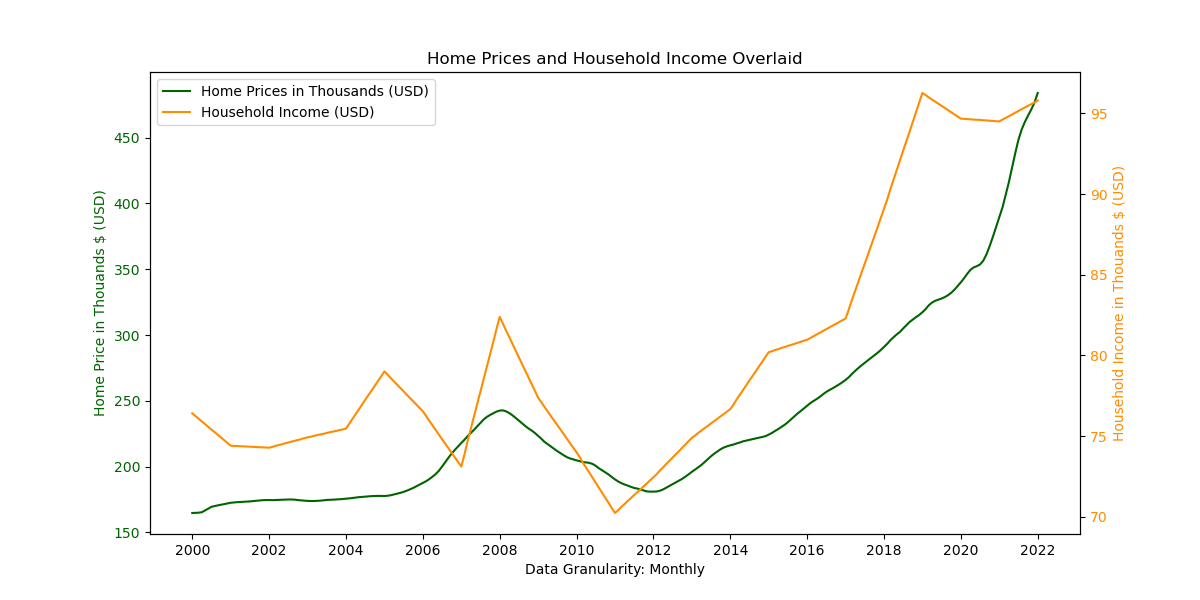 Home Prices and Household Income Overlaid
Home Prices in Thousands (USD)
Household Income (USD)
Home Price in Thouands $ (USD)
450
400
350
300
250
200
150
95
90
85
80
75
70
Household Income in Thouands $ (USD)
2000 2002 2004 2006 2008 2010 2012 2014 2016 2018 2020 2022
Data Granularity: Monthly